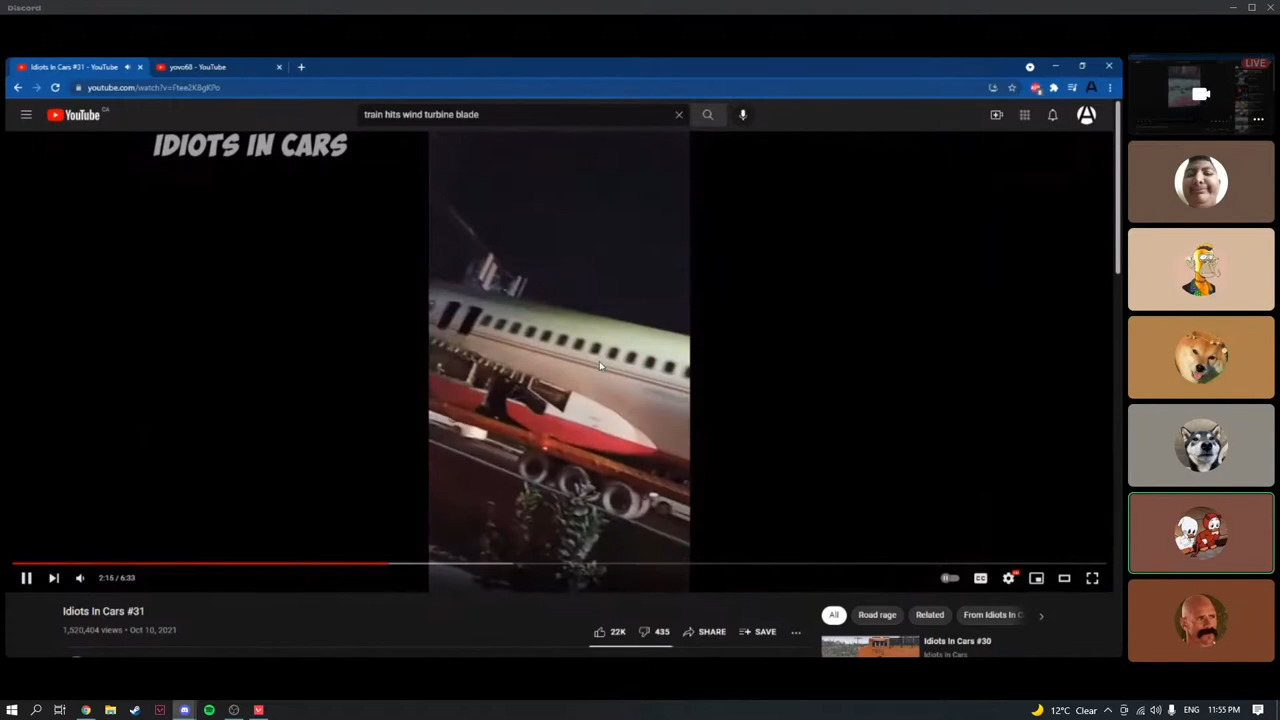 Discord
Idiots In Cars #31 - YouTube
yovo68 - YouTube
youtube.com/watch?v=Ftee2K8gKPo
LIVE
YouTube CA
train hits wind turbine blade
IDIOTS IN CARS
2:15 / 6:33
Idiots In Cars #31
1,520,404 views • Oct 10, 2021
22K
435
SHARE
SAVE
All
Road rage
Related
From Idiots In C
Idiots In Cars #30
Idiots In Cars
12°C Clear
11:55 PM